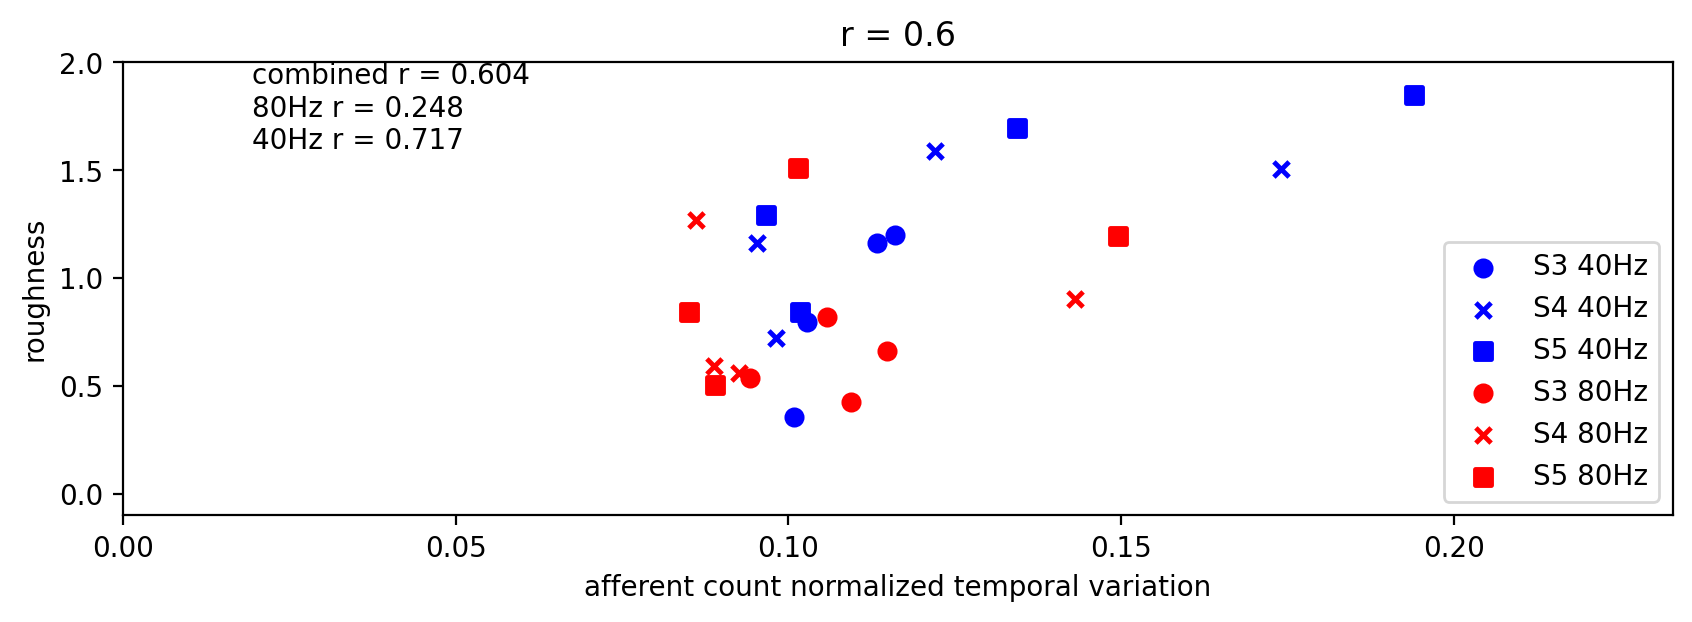 r = 0.6
combined r = 0.604
80Hz r = 0.248
40Hz r = 0.717
2.0
1.5
1.0
0.5
0.0
roughness
S3 40Hz
S4 40Hz
S5 40Hz
S3 80Hz
S4 80Hz
S5 80Hz
0.00 0.05 0.10 0.15 0.20
afferent count normalized temporal variation